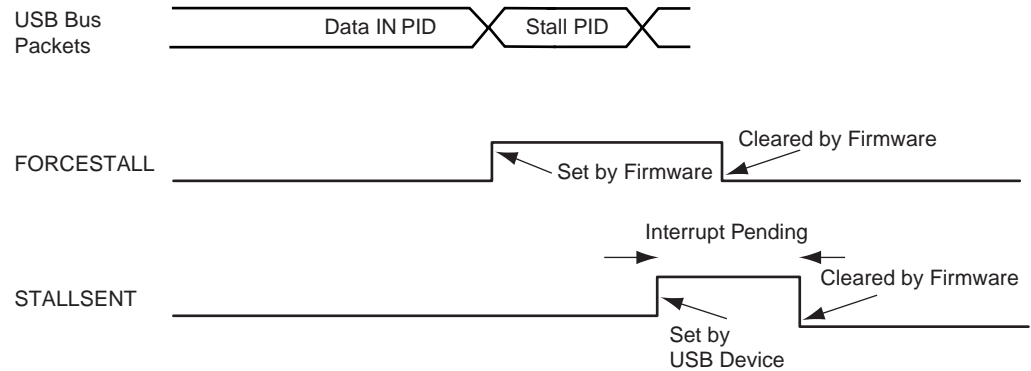 USB Bus
Packets
Data IN PID
Stall PID
FORCESTALL
Set by Firmware
Cleared by Firmware
Interrupt Pending
STALLSENT
Set by
USB Device
Cleared by Firmware